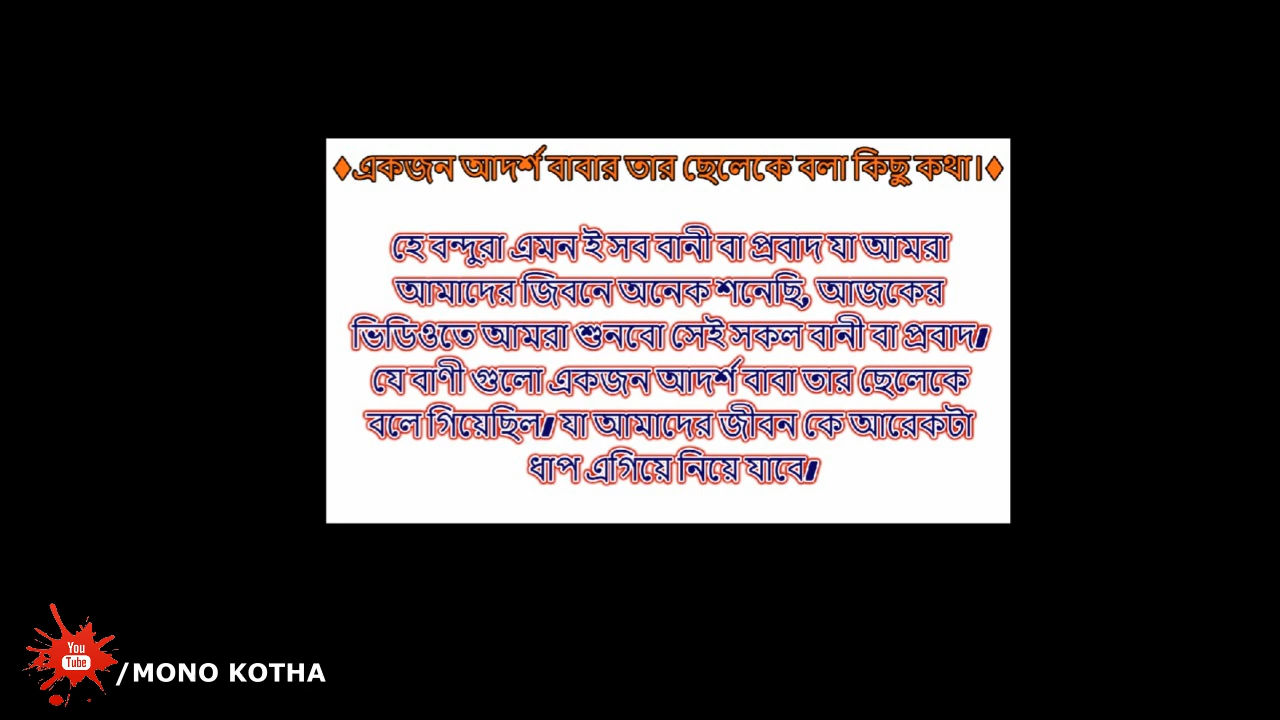 ♦একজন আদর্শ বাবার তার ছেলেকে বলা কিছু কথা।♦
হে বন্দুরা এমন ই সব বানী বা প্রবাদ যা আমরা
আমাদের জিবনে অনেক শনেছি, আজকের
ভিডিওতে আমরা শুনবো সেই সকল বানী বা প্রবাদ।
যে বাণী গুলো একজন আদর্শ বাবা তার ছেলেকে
বলে গিয়েছিল। যা আমাদের জীবন কে আরেকটা
ধাপ এগিয়ে নিয়ে যাবে।
You
Tube
/MONO KOTHA